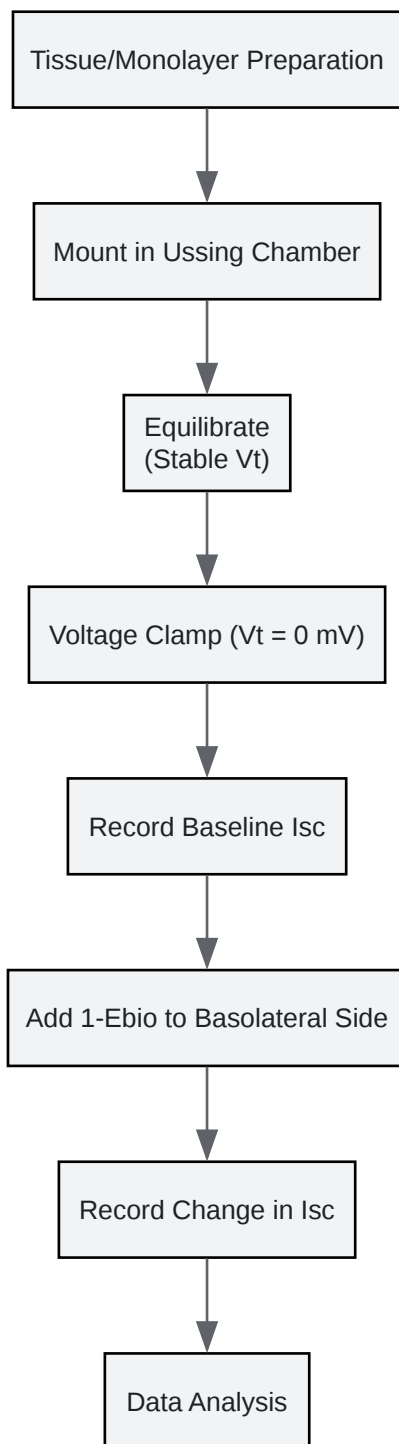 Tissue/Monolayer Preparation
Mount in Ussing Chamber
Equilibrate
(Stable Vt)
Voltage Clamp (Vt = 0 mV)
Record Baseline Isc
Add 1-Ebio to Basolateral Side
Record Change in Isc
Data Analysis